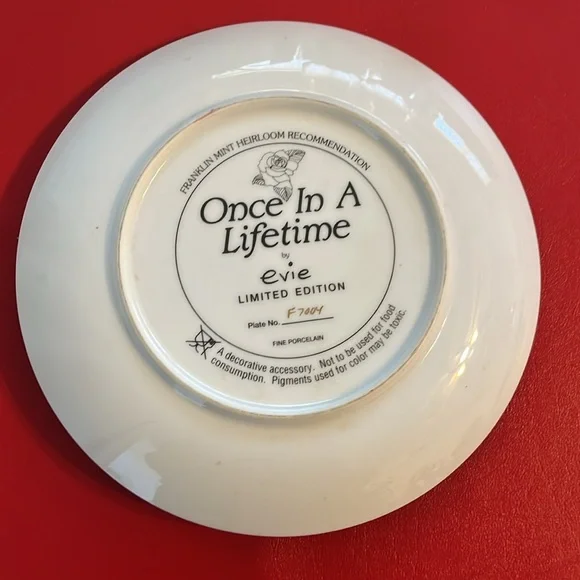 FRANKLIN MINT HEIRLOOM RECOMMENDATION
Once In A
Lifetime
by
evie
LIMITED EDITION
Plate No. F7004
FINE PORCELAIN
A decorative accessory. Not to be used for food
consumption. Pigments used for color may be toxic.